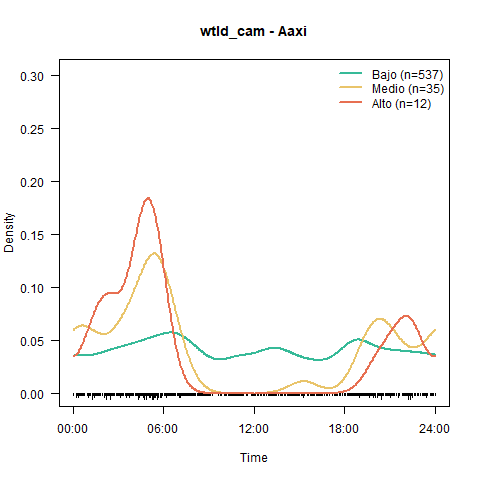 wtld_cam - Aaxi
Bajo (n=537)
Medio (n=35)
Alto (n=12)
Density
0.30
0.25
0.20
0.15
0.10
0.05
0.00
00:00 06:00 12:00 18:00 24:00
Time